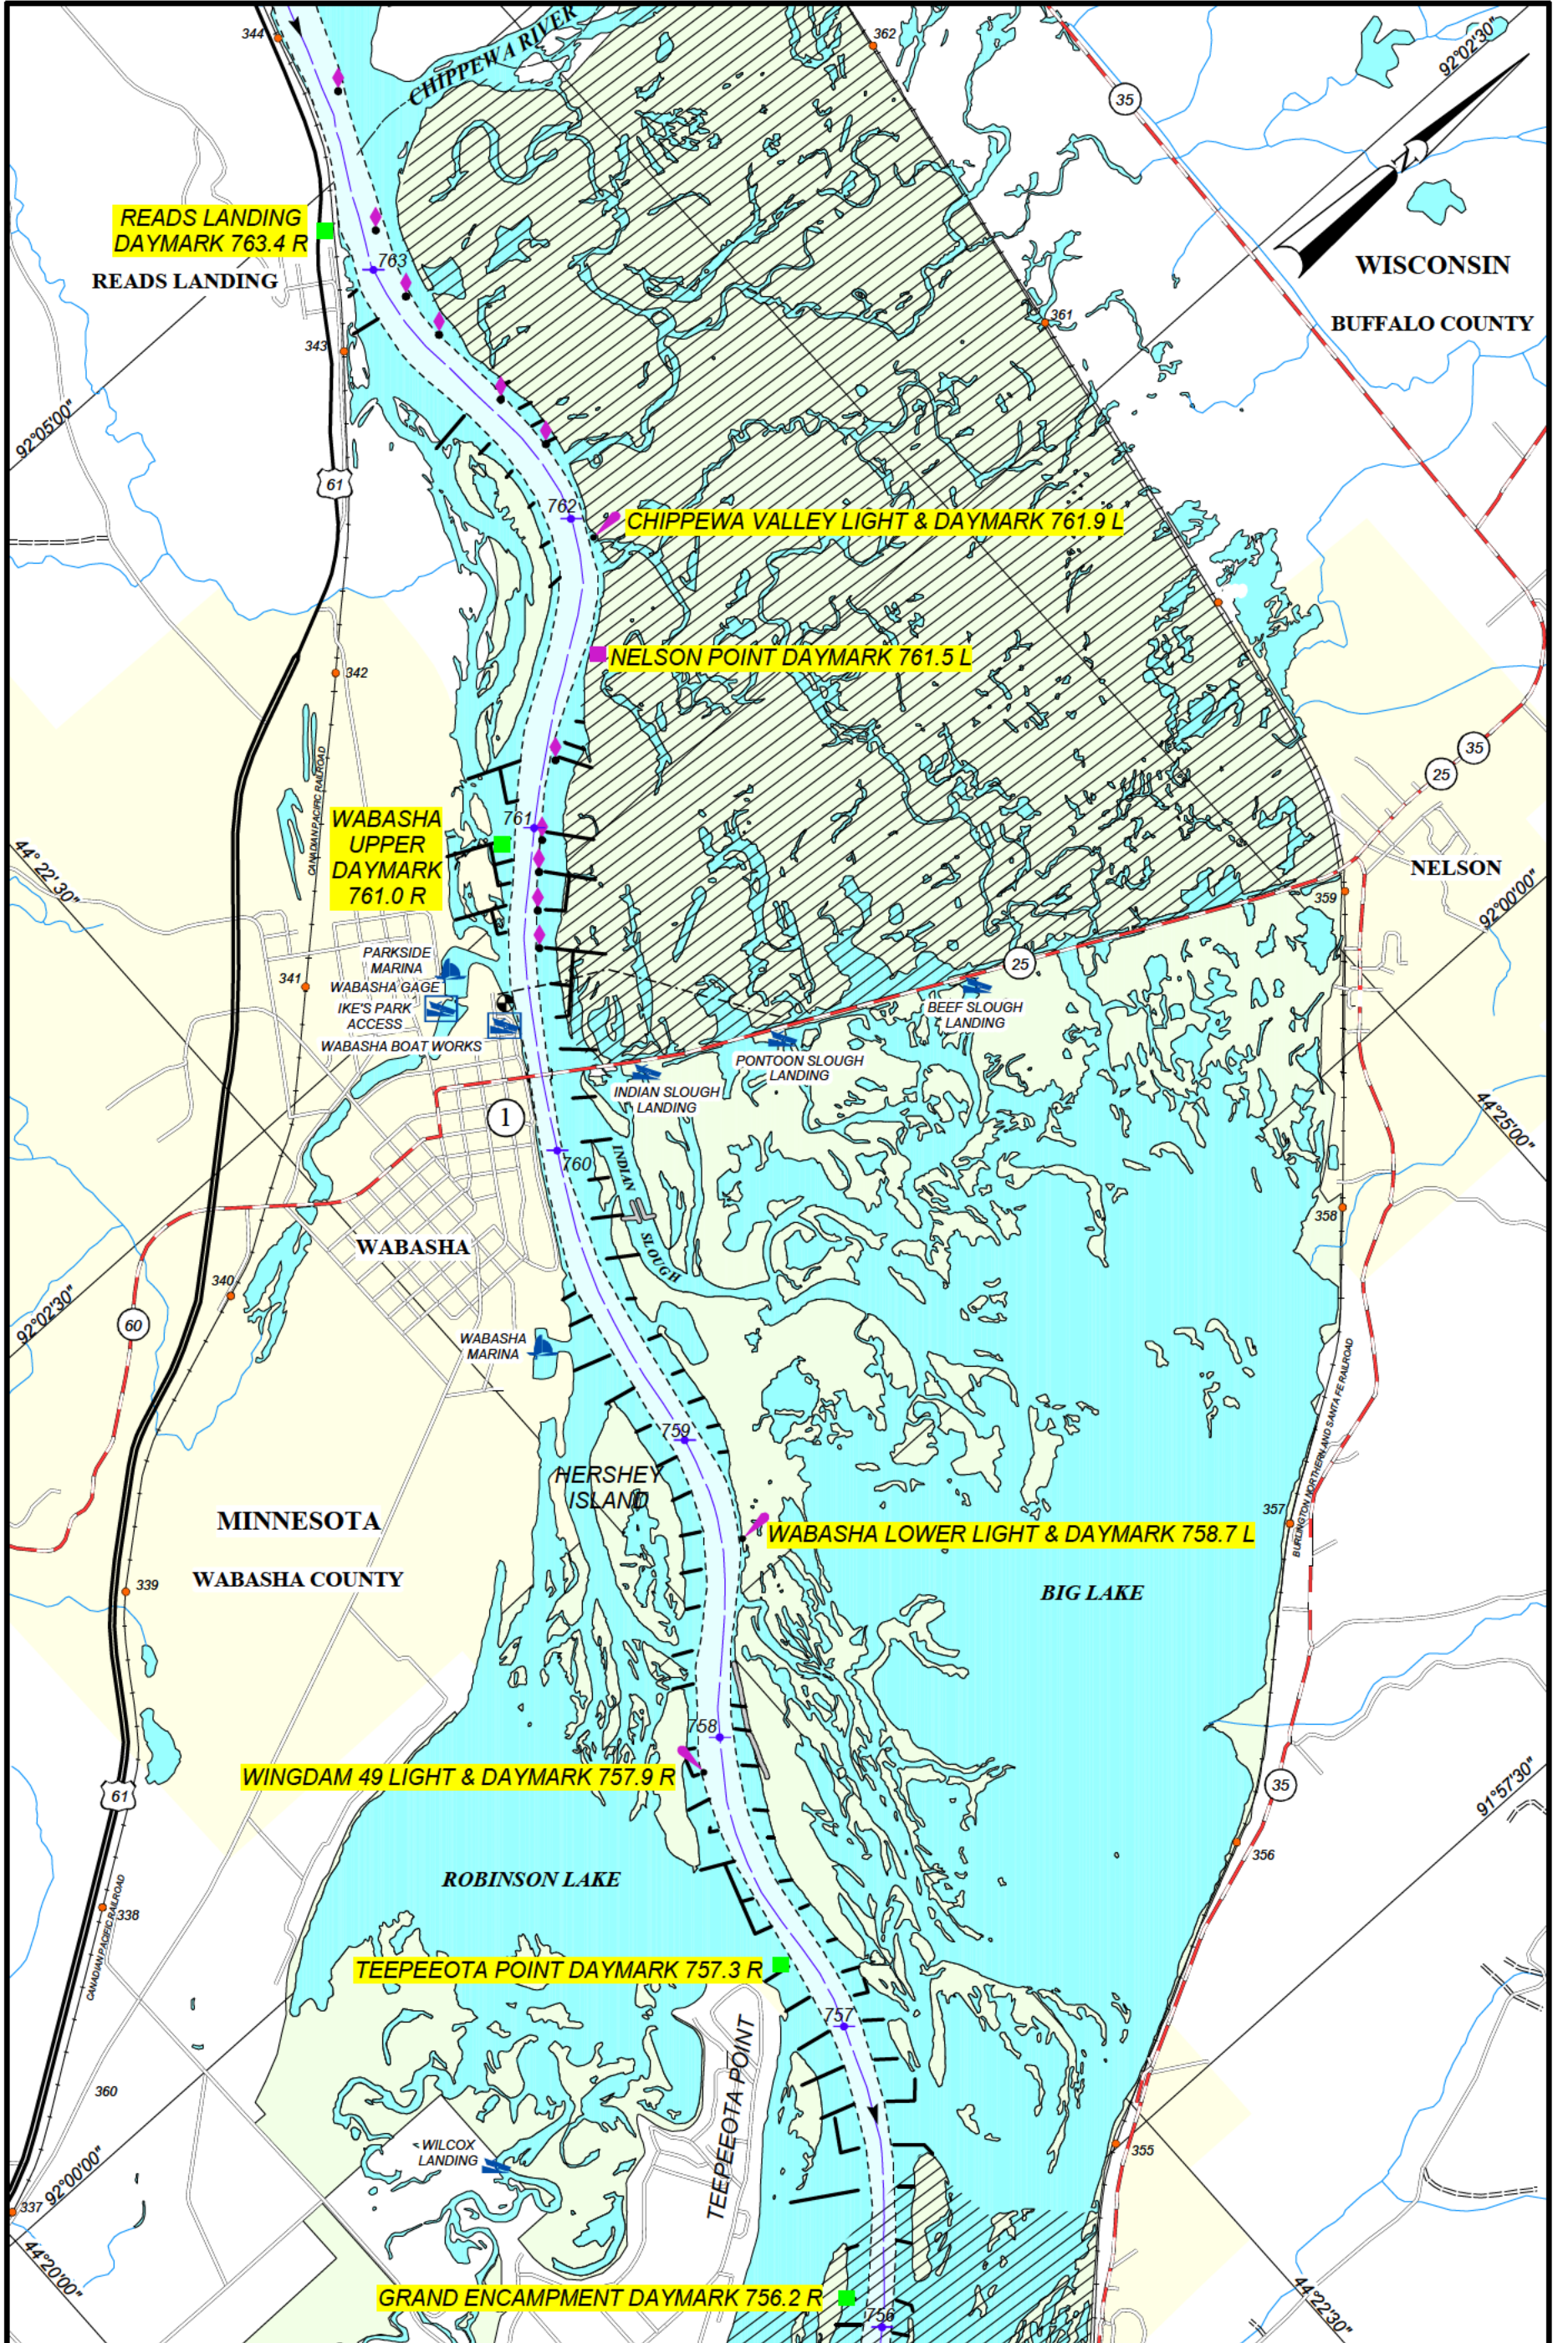 344
CHIPPEWA RIVER
362
35
92°02'30"
N
READS LANDING
DAYMARK 763.4 R
READS LANDING
763
WISCONSIN
BUFFALO COUNTY
361
343
92°05'00"
61
762
CHIPPEWA VALLEY LIGHT & DAYMARK 761.9 L
NELSON POINT DAYMARK 761.5 L
342
CANADIAN PACIFIC RAILROAD
35
25
WABASHA
UPPER
DAYMARK
761.0 R
761
44° 22' 30"
NELSON
359
92°00'00"
PARKSIDE
MARINA
WABASHA GAGE
341
IKE'S PARK
ACCESS
WABASHA BOAT WORKS
25
BEEF SLOUGH
LANDING
PONTOON SLOUGH
LANDING
INDIAN SLOUGH
LANDING
1
44°25'00"
760
INDIAN
SLOUGH
358
WABASHA
340
92°02'30"
60
WABASHA
MARINA
BURLINGTON NORTHERN AND SANTA FE RAILROAD
759
HERSHEY
ISLAND
357
MINNESOTA
WABASHA LOWER LIGHT & DAYMARK 758.7 L
WABASHA COUNTY
339
BIG LAKE
758
WINGDAM 49 LIGHT & DAYMARK 757.9 R
61
35
91°57'30"
356
ROBINSON LAKE
338
CANADIAN PACIFIC RAILROAD
TEEPEEOTA POINT DAYMARK 757.3 R
757
TEEPEEOTA POINT
360
WILCOX
LANDING
355
337
92°00'00"
44°20'00"
GRAND ENCAMPMENT DAYMARK 756.2 R
756
44°22'30"